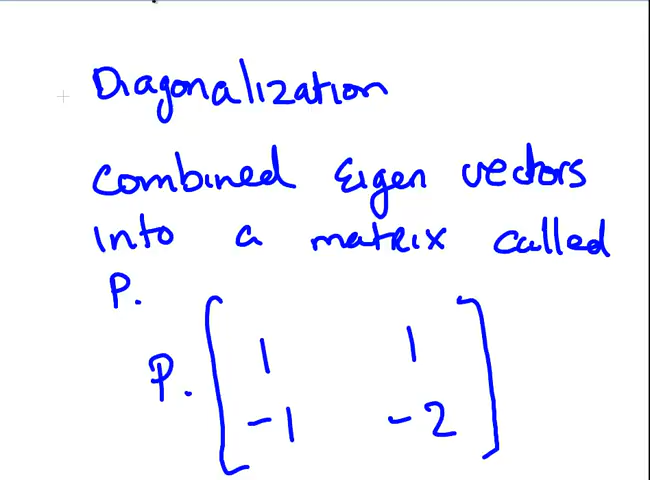 Diagonalization
Combined Eigen vectors
into a matrix called
P.
P. [ 1 1
-1 -2 ]